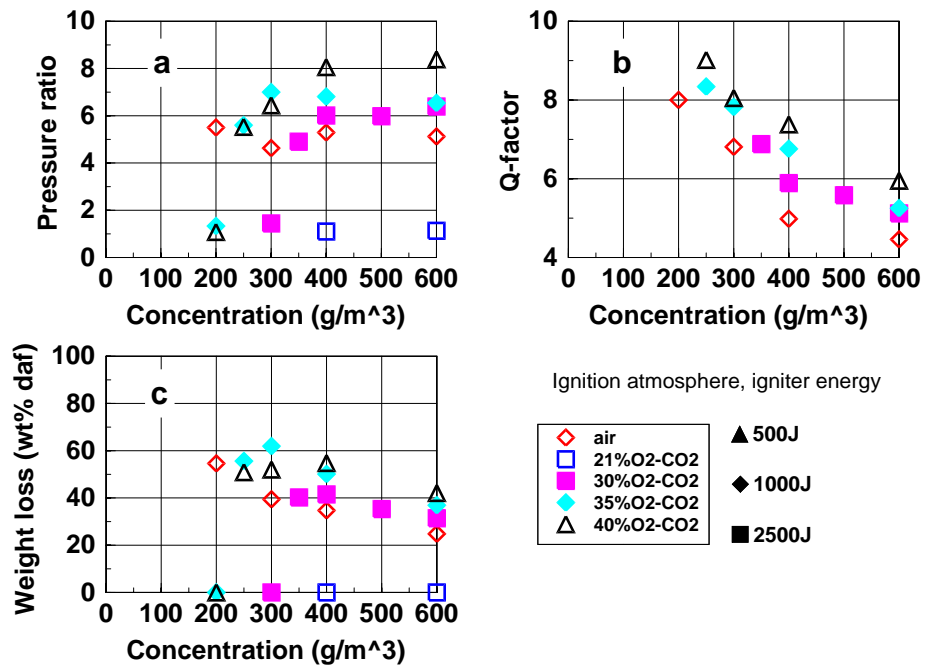 a
Pressure ratio
10
8
6
4
2
0
0 100 200 300 400 500 600
Concentration (g/m^3)
b
Q-factor
10
8
6
4
0 100 200 300 400 500 600
Concentration (g/m^3)
c
Weight loss (wt% daf)
100
80
60
40
20
0
0 100 200 300 400 500 600
Concentration (g/m^3)
Ignition atmosphere, igniter energy
air
21%O2-CO2
30%O2-CO2
35%O2-CO2
40%O2-CO2
500J
1000J
2500J